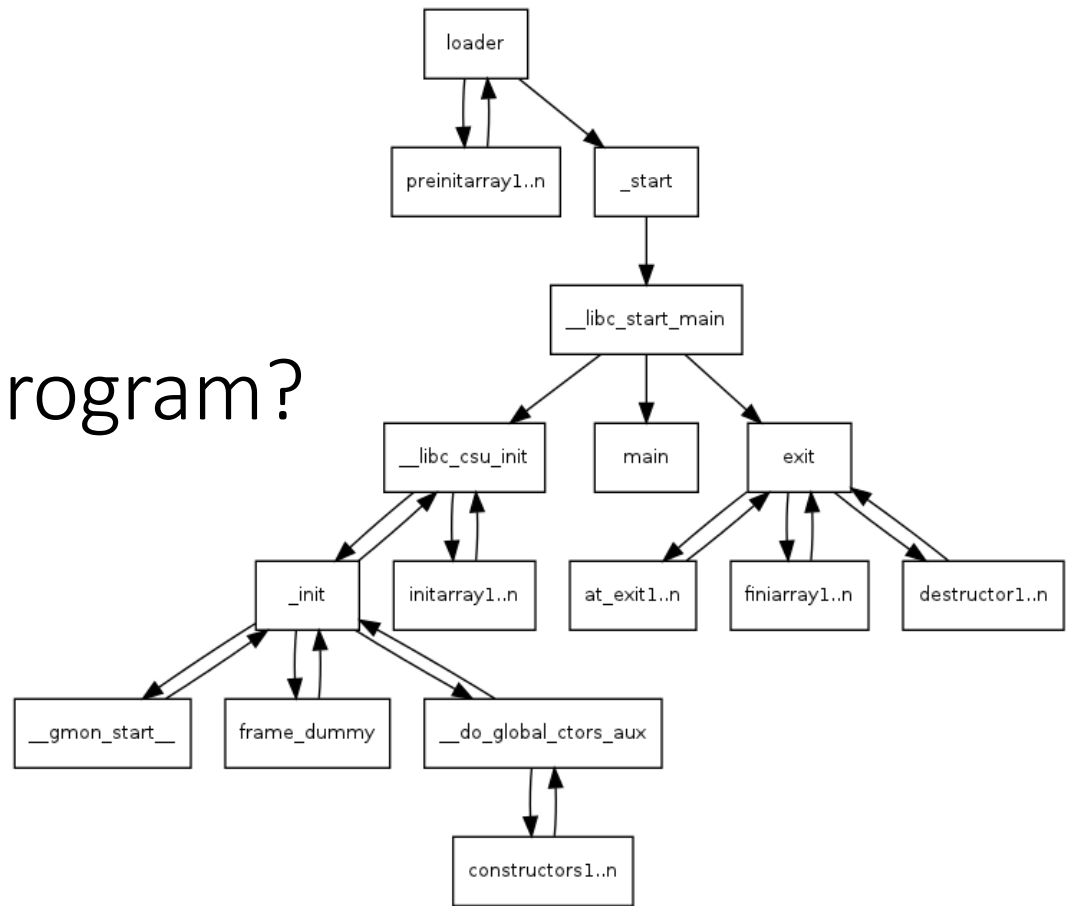 loader
preinitarray1..n
_start
__libc_start_main
rogram?
__libc_csu_init
main
exit
_init
initarray1..n
at_exit1..n
finiarray1..n
destructor1..n
__gmon_start__
frame_dummy
__do_global_ctors_aux
constructors1..n